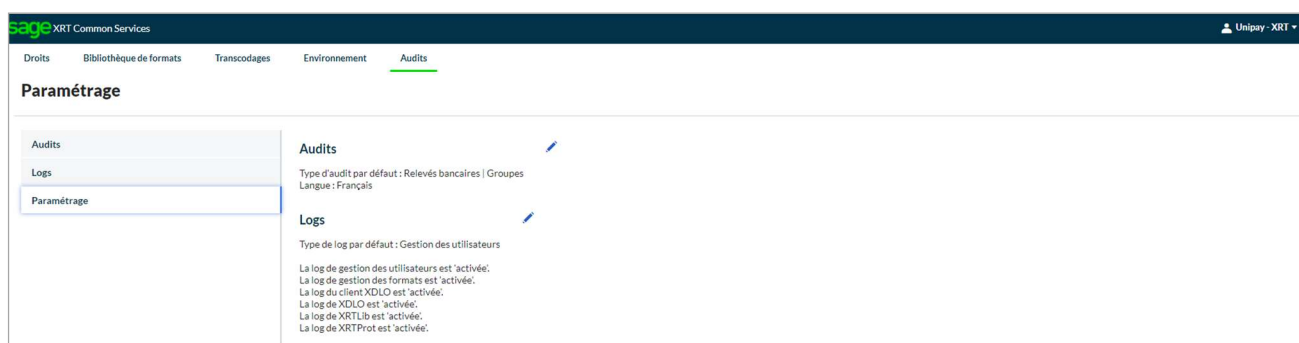 sage XRT Common Services
Unipay - XRT
Droits Bibliothèque de formats Transcodages Environnement Audits
Paramétrage
Audits
Logs
Paramétrage
Audits
Type d'audit par défaut : Relevés bancaires | Groupes
Langue : Français
Logs
Type de log par défaut : Gestion des utilisateurs
La log de gestion des utilisateurs est 'activée'.
La log de gestion des formats est 'activée'.
La log du client XDLO est 'activée'.
La log de XDLO est 'activée'.
La log de XRTLib est 'activée'.
La log de XRTProt est 'activée'.